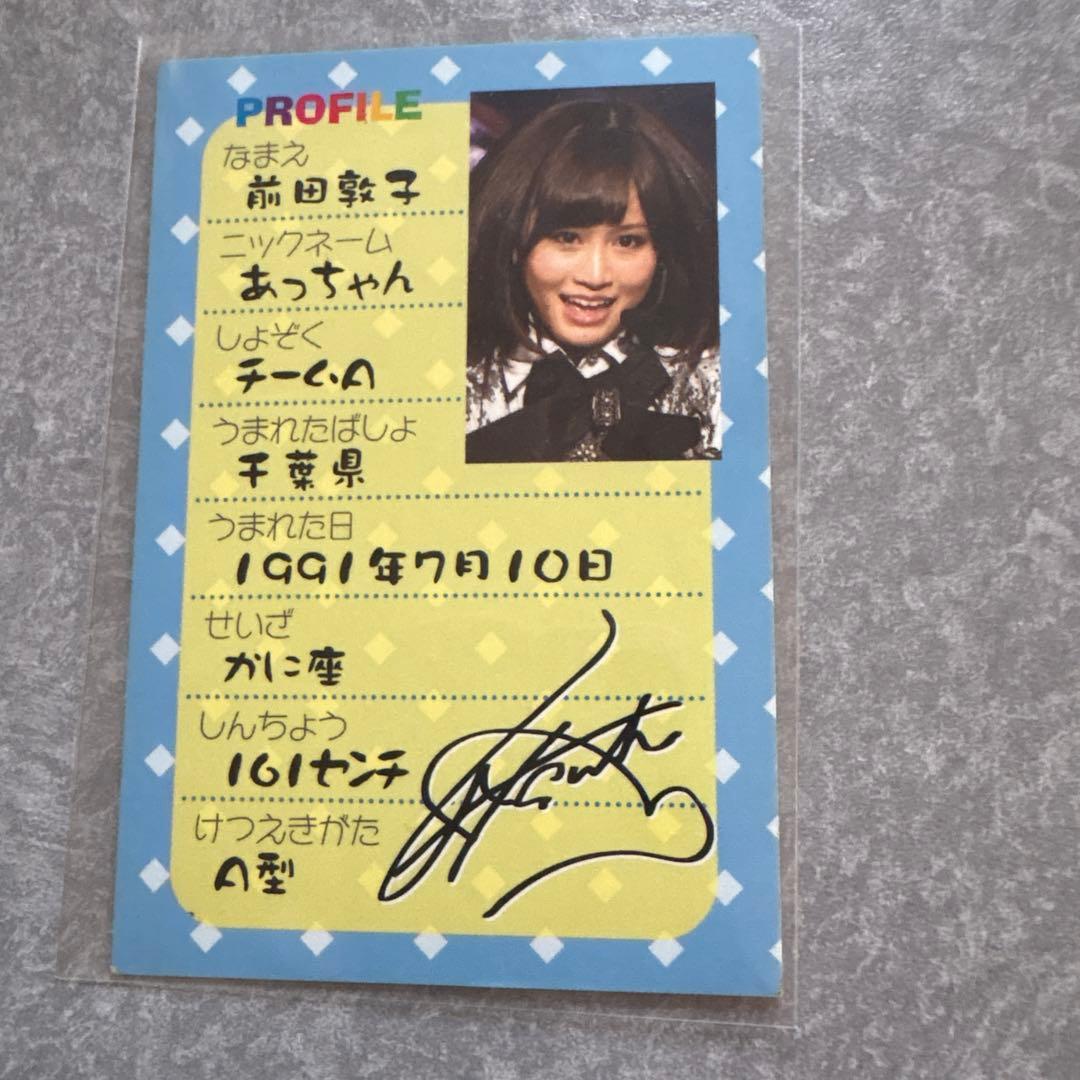 PROFILE
なまえ
前田敦子
ニックネーム
あっちゃん
しょぞく
チームA
うまれたばしょ
千葉県
うまれた日
1991年7月10日
せいざ
かに座
しんちょう
161センチ
けつえきがた
A型